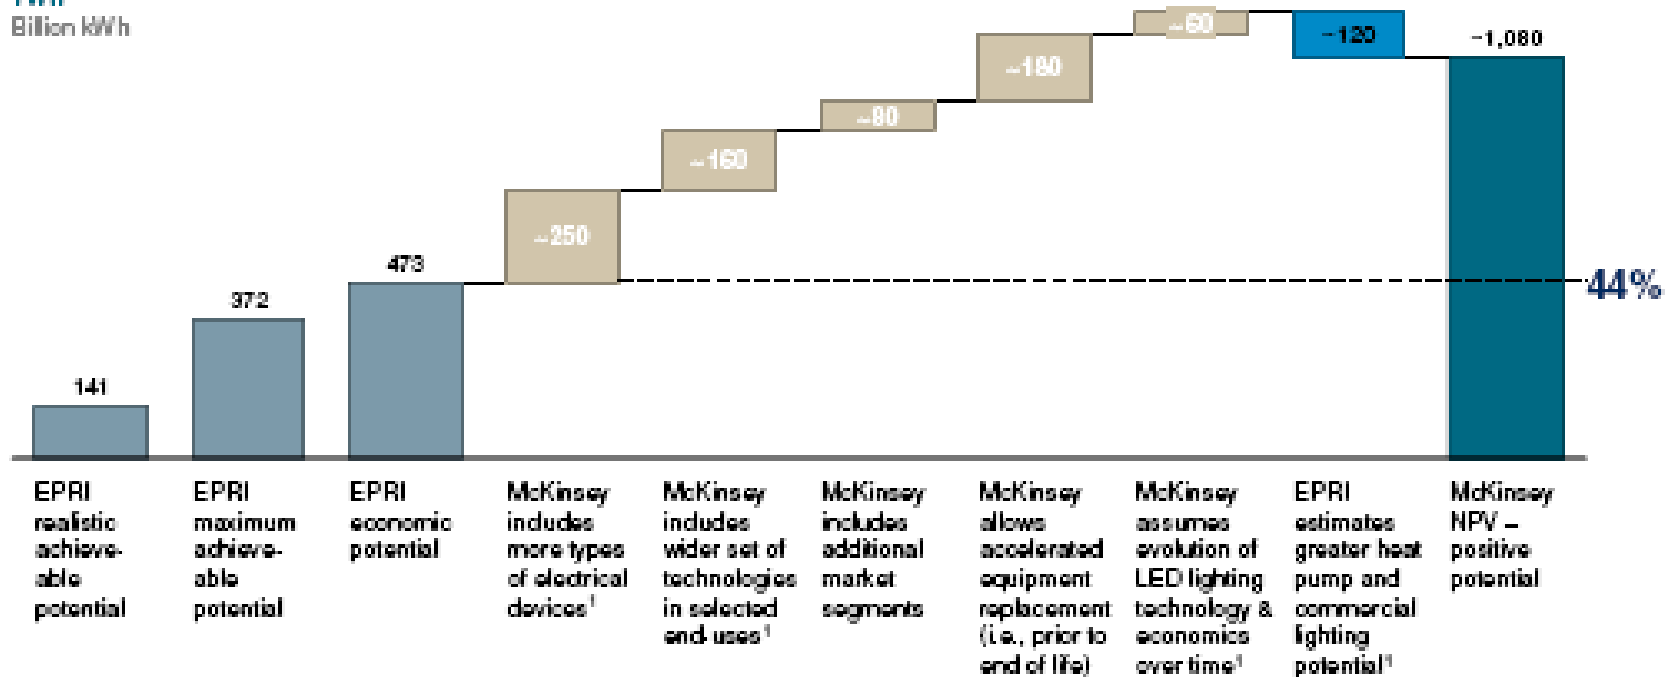 Billion kWh
~60
~120
~1,080
~180
~80
~160
~250
473
44%
372
141
EPRI
realistic
achieve-
able
potential
EPRI
maximum
achieve-
able
potential
EPRI
economic
potential
McKinsey
includes
more types
of electrical
devices¹
McKinsey
includes
wider set of
technologies
in selected
end-uses¹
McKinsey
includes
additional
market
segments
McKinsey
allows
accelerated
equipment
replacement
(i.e., prior to
end of life)
McKinsey
assumes
evolution of
LED lighting
technology &
economics
over time¹
EPRI
estimates
greater heat
pump and
commercial
lighting
potential¹
McKinsey
NPV –
positive
potential